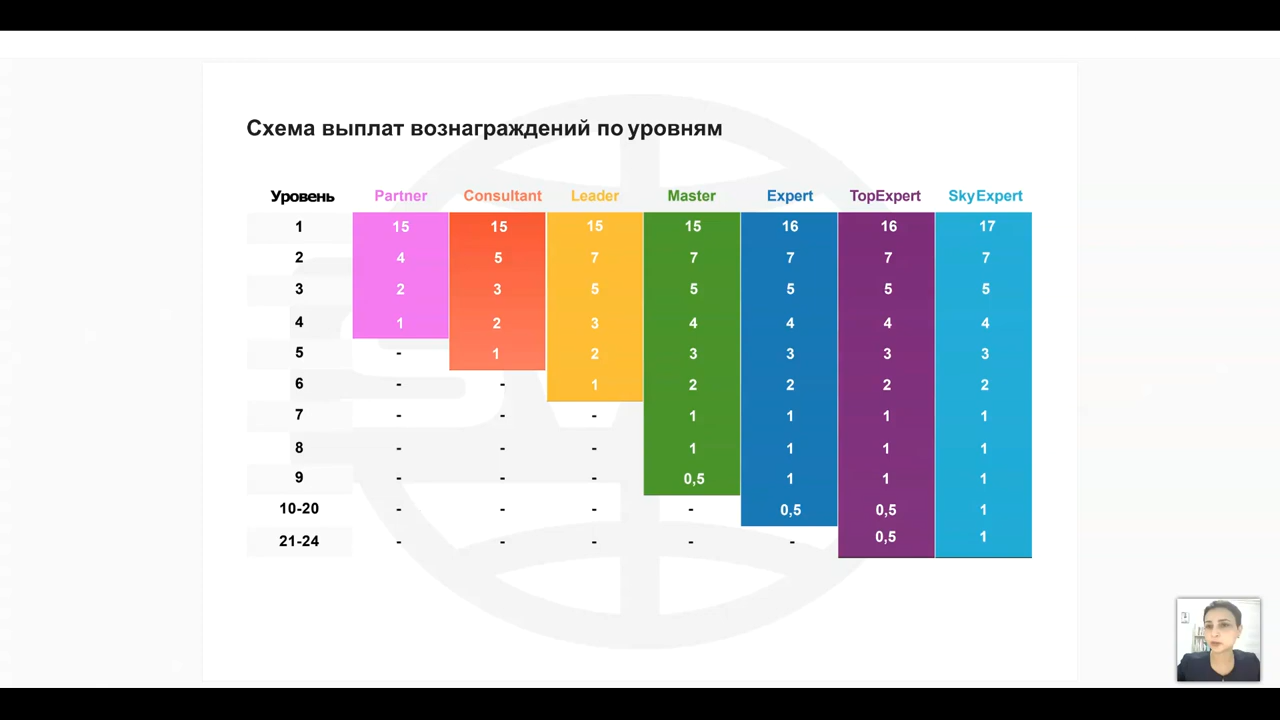 Схема выплат вознаграждений по уровням
Уровень Partner Consultant Leader Master Expert TopExpert SkyExpert
1 15 15 15 15 16 16 17
2 4 5 7 7 7 7 7
3 2 3 5 5 5 5 5
4 1 2 3 4 4 4 4
5 - 1 2 3 3 3 3
6 - - 1 2 2 2 2
7 - - - 1 1 1 1
8 - - - 1 1 1 1
9 - - - 0,5 1 1 1
10-20 - - - - 0,5 0,5 1
21-24 - - - - - 0,5 1